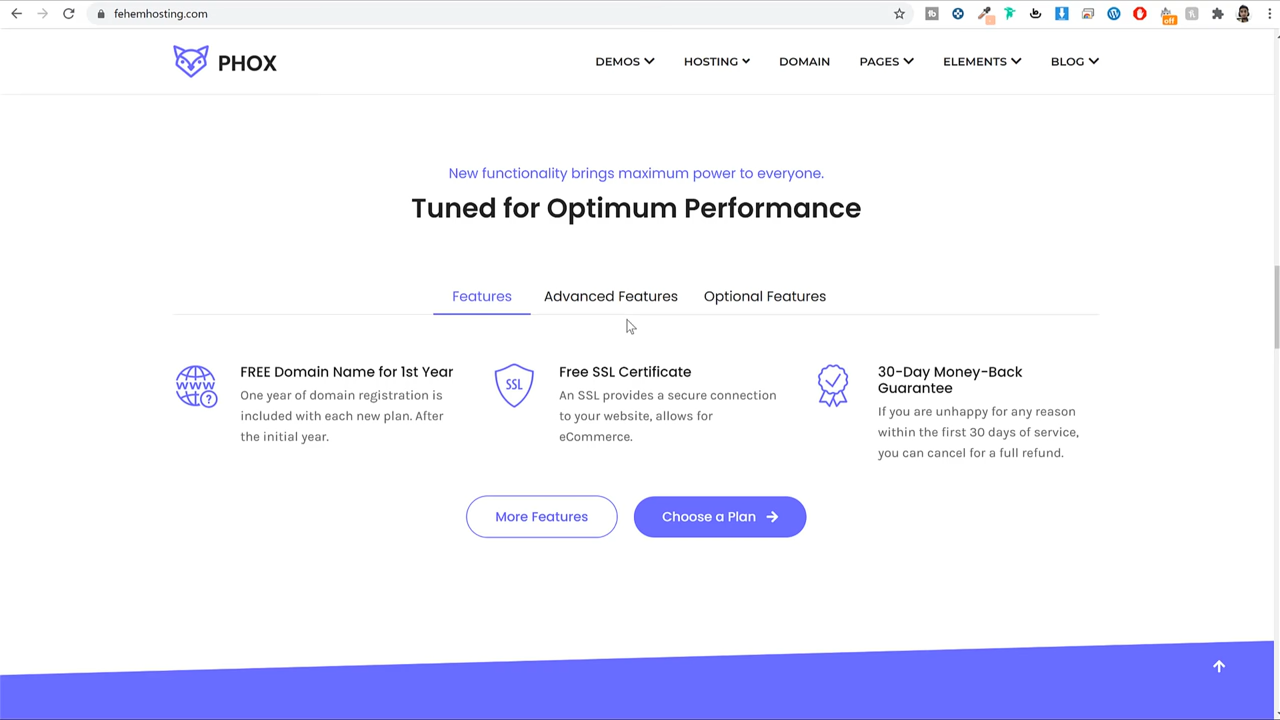 fehemhosting.com
off
PHOX
DEMOS HOSTING DOMAIN PAGES ELEMENTS BLOG
New functionality brings maximum power to everyone.
Tuned for Optimum Performance
Features Advanced Features Optional Features
WWW ?
FREE Domain Name for 1st Year
One year of domain registration is
included with each new plan. After
the initial year.
SSL
Free SSL Certificate
An SSL provides a secure connection
to your website, allows for
eCommerce.
30-Day Money-Back
Guarantee
If you are unhappy for any reason
within the first 30 days of service,
you can cancel for a full refund.
More Features
Choose a Plan